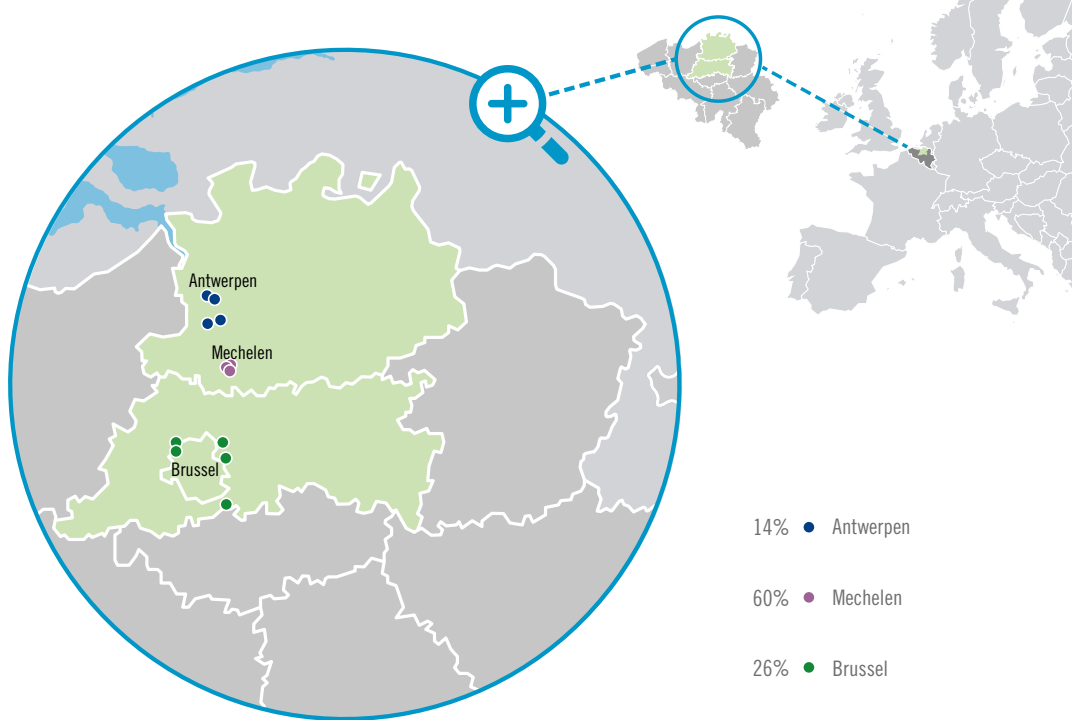 Antwerpen
Mechelen
Brussel
14% Antwerpen
60% Mechelen
26% Brussel